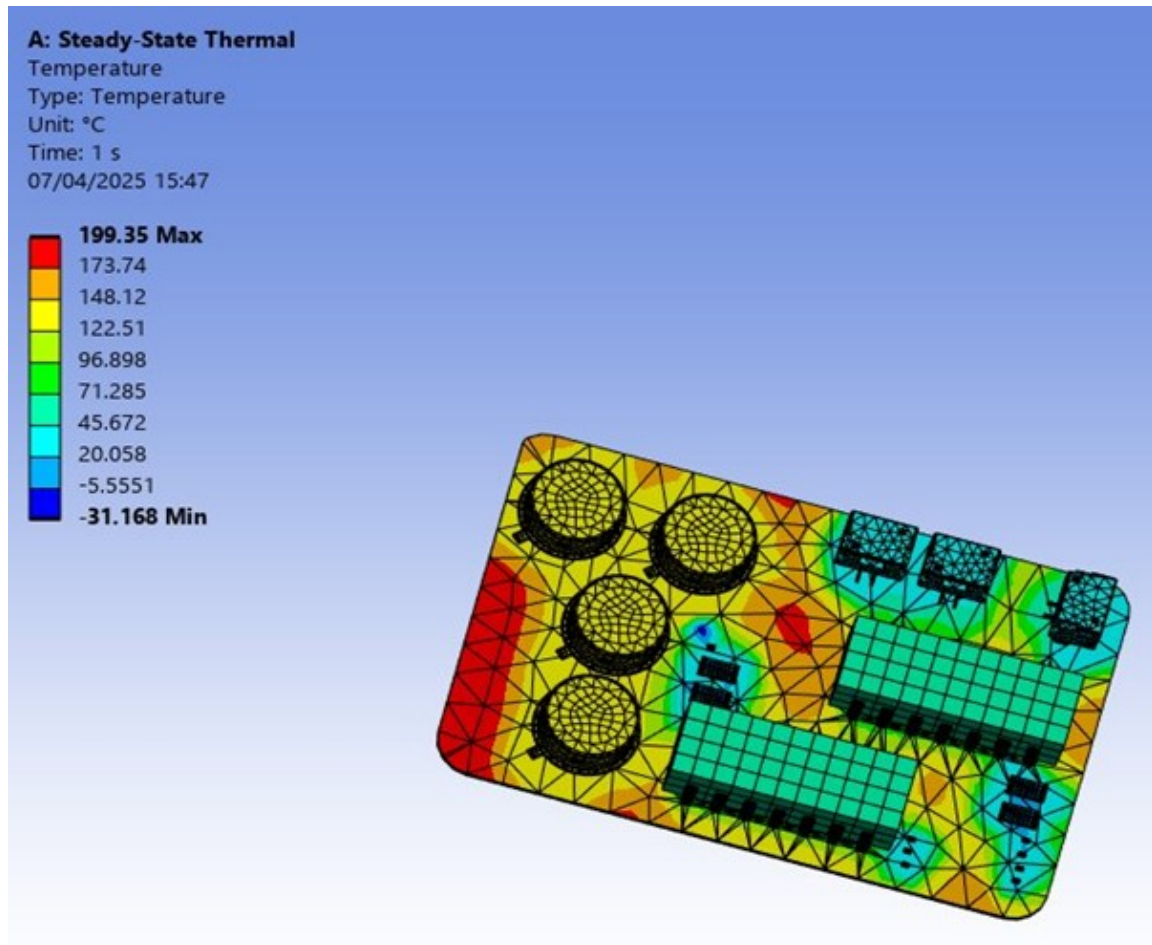 A: Steady-State Thermal
Temperature
Type: Temperature
Unit: °C
Time: 1 s
07/04/2025 15:47
199.35 Max
173.74
148.12
122.51
96.898
71.285
45.672
20.058
-5.5551
-31.168 Min